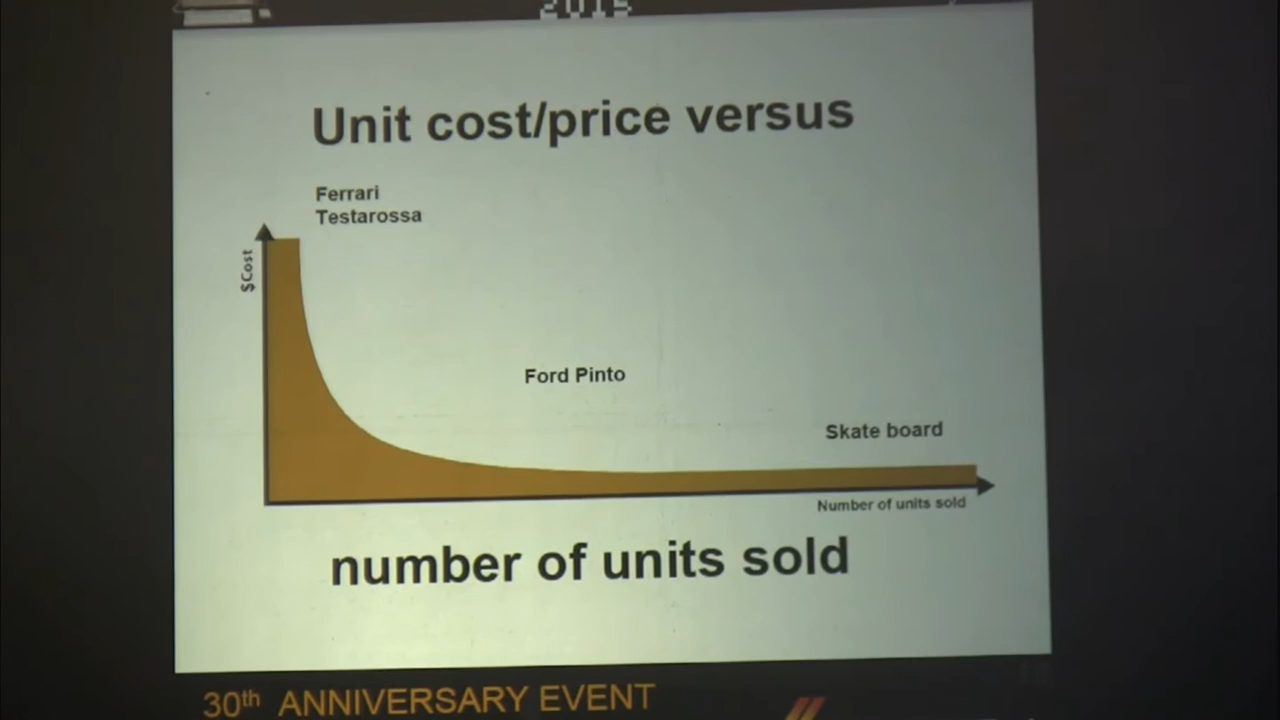 2015
Unit cost/price versus
Ferrari
Testarossa
$Cost
Ford Pinto
Skate board
Number of units sold
number of units sold
30th ANNIVERSARY EVENT